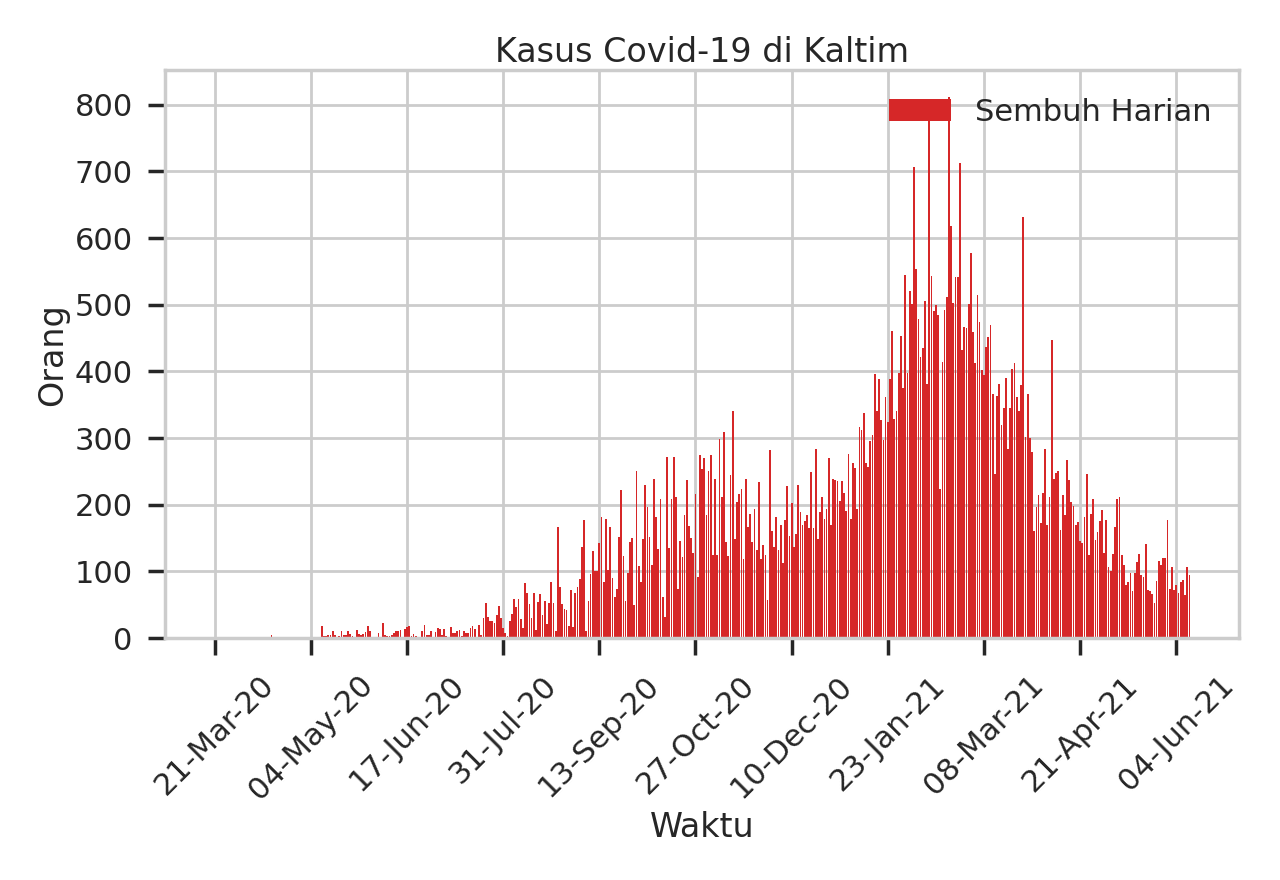 Kasus Covid-19 di Kaltim
Sembuh Harian
Orang
800
700
600
500
400
300
200
100
0
21-Mar-20
04-May-20
17-Jun-20
31-Jul-20
13-Sep-20
27-Oct-20
10-Dec-20
23-Jan-21
08-Mar-21
21-Apr-21
04-Jun-21
Waktu